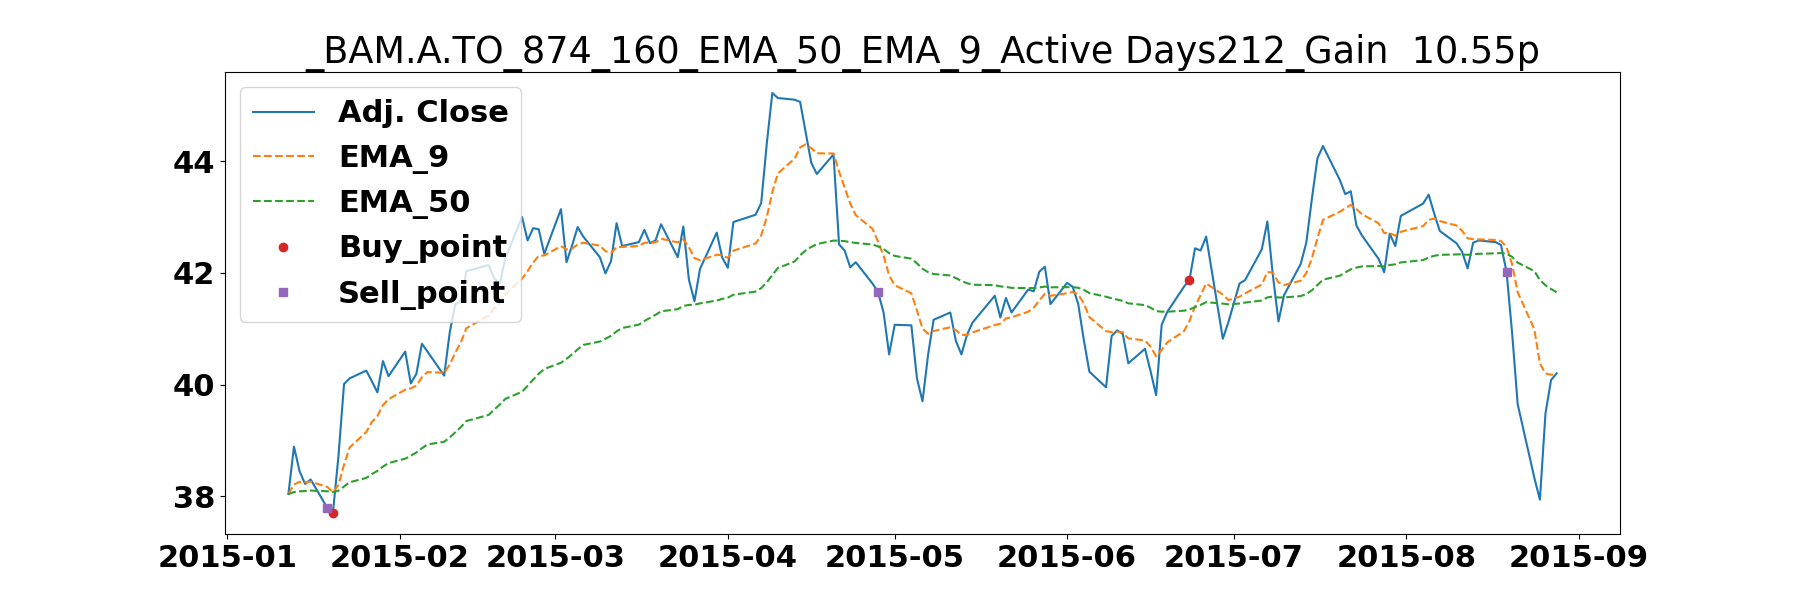 _BAM.A.TO_874_160_EMA_50_EMA_9_Active Days212_Gain  10.55p
Adj. Close
EMA_9
EMA_50
Buy_point
Sell_point
44
42
40
38
2015-01 2015-02 2015-03 2015-04 2015-05 2015-06 2015-07 2015-08 2015-09